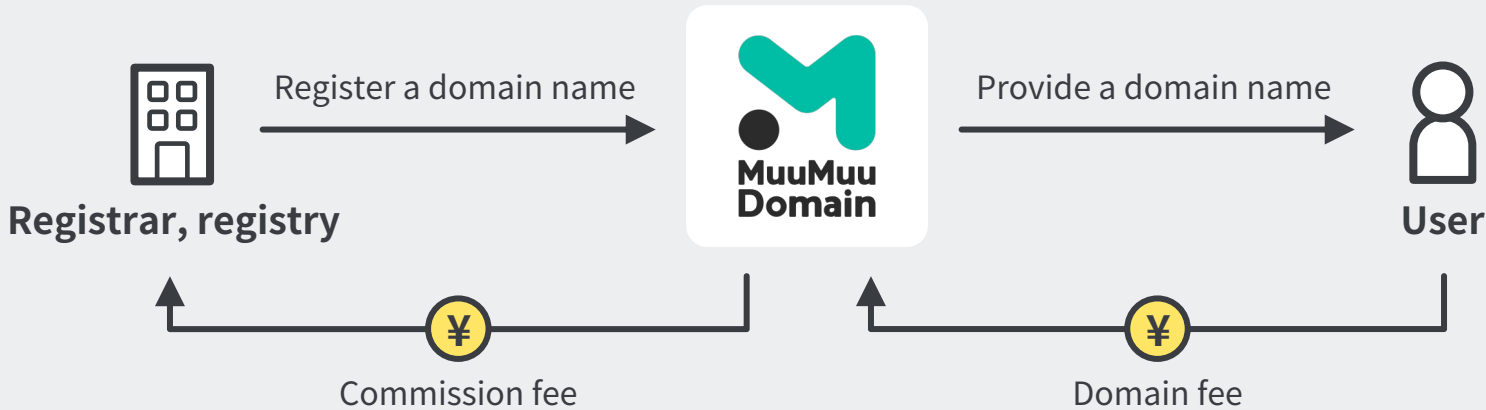 Register a domain name
Provide a domain name
MuuMuu
Domain
Registrar, registry
User
¥
¥
Commission fee
Domain fee